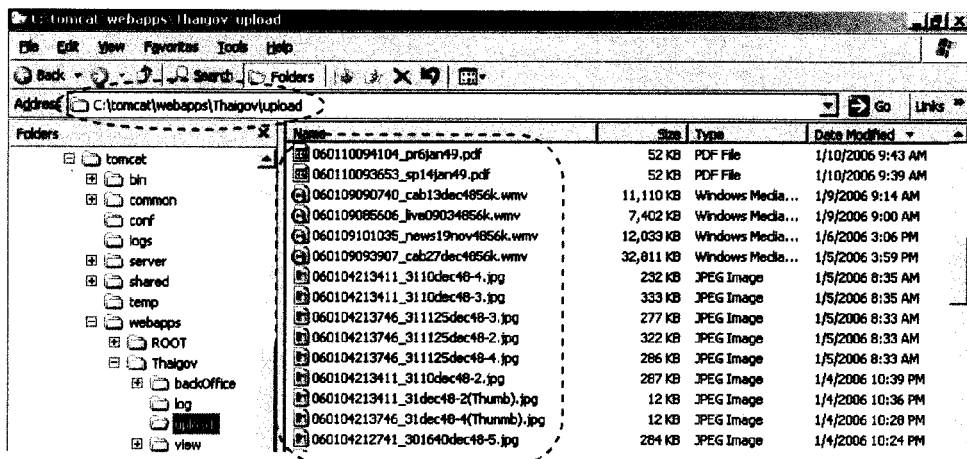 C:\tomcat\webapps\Thaigov\upload
File Edit View Favorites Tools Help
Back Search Folders
Address C:\tomcat\webapps\Thaigov\upload Go Links »
Folders
tomcat
bin
common
conf
logs
server
shared
temp
webapps
ROOT
Thaigov
backOffice
log
upload
view
Name Size Type Date Modified
060110094104_pr6jan49.pdf 52 KB PDF File 1/10/2006 9:43 AM
060110093653_sp14jan49.pdf 52 KB PDF File 1/10/2006 9:39 AM
060109090740_cab13dec4856k.wmv 11,110 KB Windows Media... 1/9/2006 9:14 AM
060109085606_live09034856k.wmv 7,402 KB Windows Media... 1/9/2006 9:00 AM
060109101035_news19nov4856k.wmv 12,033 KB Windows Media... 1/6/2006 3:06 PM
060109093907_cab27dec4856k.wmv 32,811 KB Windows Media... 1/5/2006 3:59 PM
060104213411_3110dec48-4.jpg 232 KB JPEG Image 1/5/2006 8:35 AM
060104213411_3110dec48-3.jpg 333 KB JPEG Image 1/5/2006 8:35 AM
060104213746_311125dec48-3.jpg 277 KB JPEG Image 1/5/2006 8:33 AM
060104213746_311125dec48-2.jpg 322 KB JPEG Image 1/5/2006 8:33 AM
060104213746_311125dec48-4.jpg 286 KB JPEG Image 1/5/2006 8:33 AM
060104213411_3110dec48-2.jpg 287 KB JPEG Image 1/4/2006 10:39 PM
060104213411_31dec48-2(Thumb).jpg 12 KB JPEG Image 1/4/2006 10:36 PM
060104213746_31dec48-4(Thunmb).jpg 12 KB JPEG Image 1/4/2006 10:28 PM
060104212741_301640dec48-5.jpg 284 KB JPEG Image 1/4/2006 10:24 PM